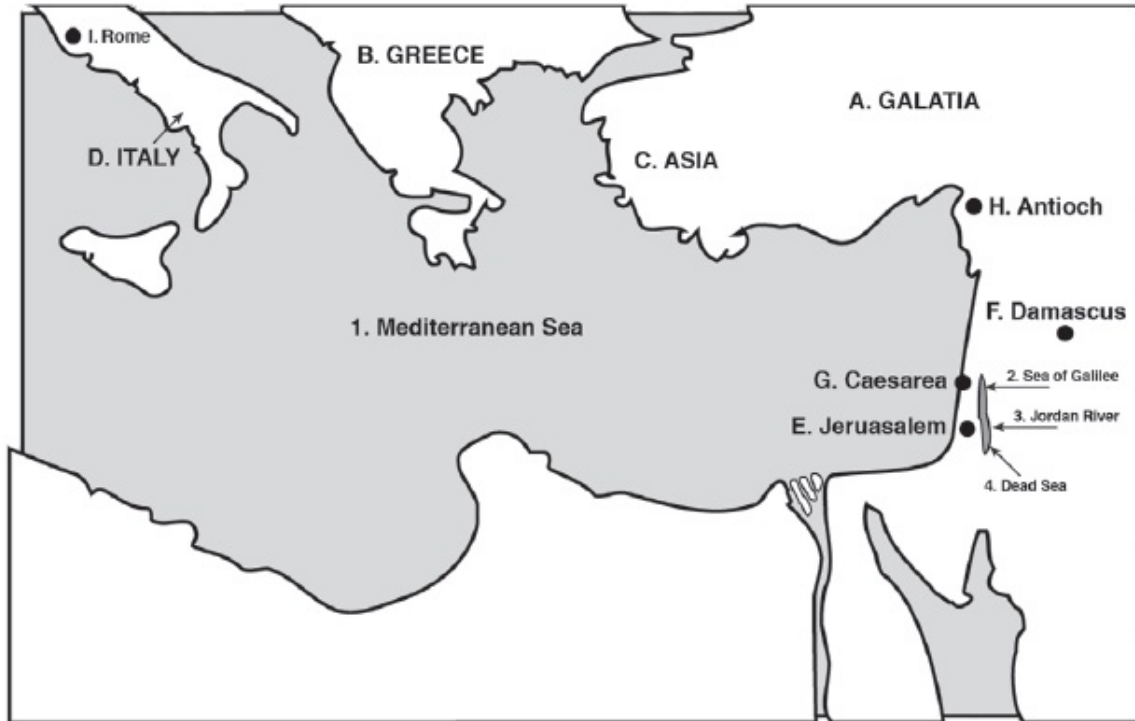 I. Rome
B. GREECE
A. GALATIA
D. ITALY
C. ASIA
H. Antioch
F. Damascus
1. Mediterranean Sea
G. Caesarea
2. Sea of Galilee
3. Jordan River
E. Jeruasalem
4. Dead Sea